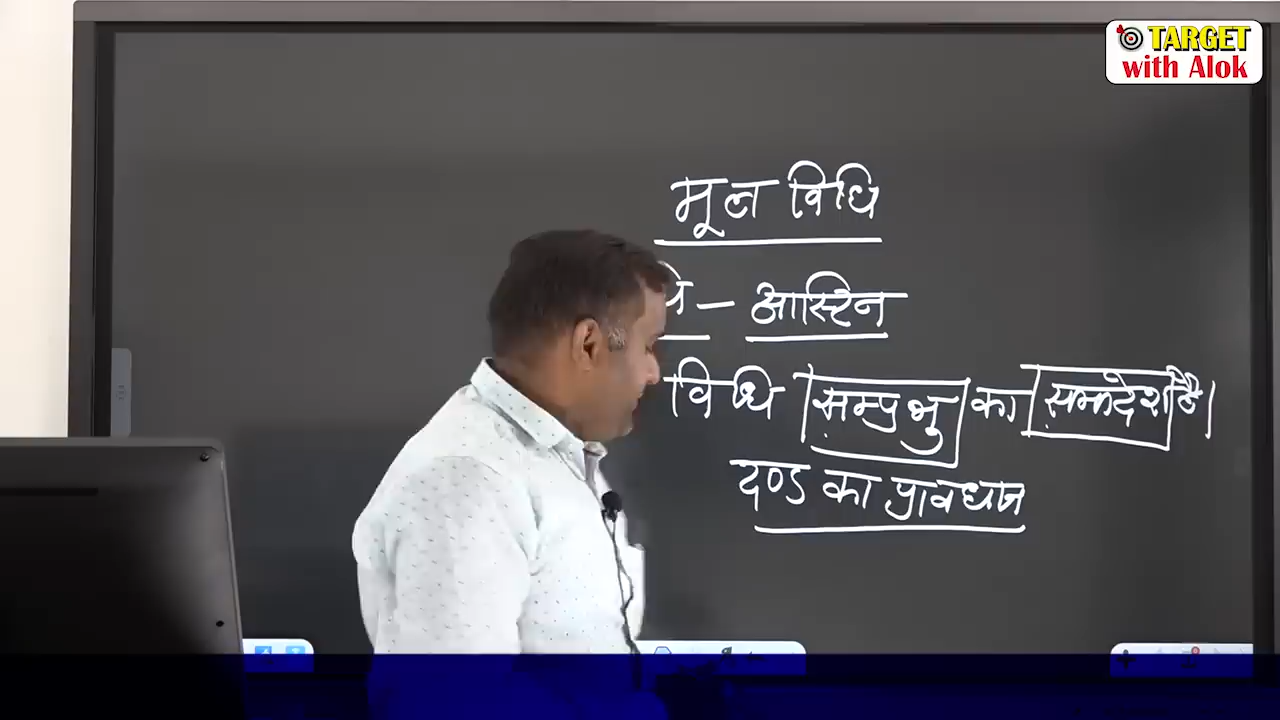 TARGET
with Alok
मूल विधि
– आस्टिन
विधि सम्प्रभु का समादेश है।
दण्ड का प्रावधान